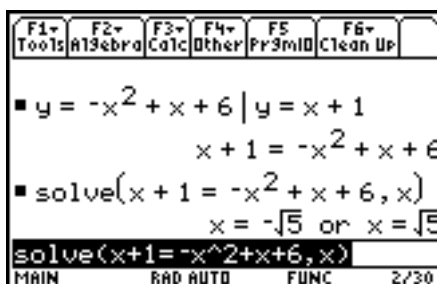 F1▾ F2▾ F3▾ F4▾ F5 F6▾
Tools Algebra Calc Other PrgmIO Clean Up
▪ y = ⁻x² + x + 6 | y = x + 1
x + 1 = ⁻x² + x + 6
▪ solve(x + 1 = ⁻x² + x + 6, x)
x = ⁻√5 or x = √5
solve(x+1=⁻x^2+x+6,x)
MAIN RAD AUTO FUNC 2/30